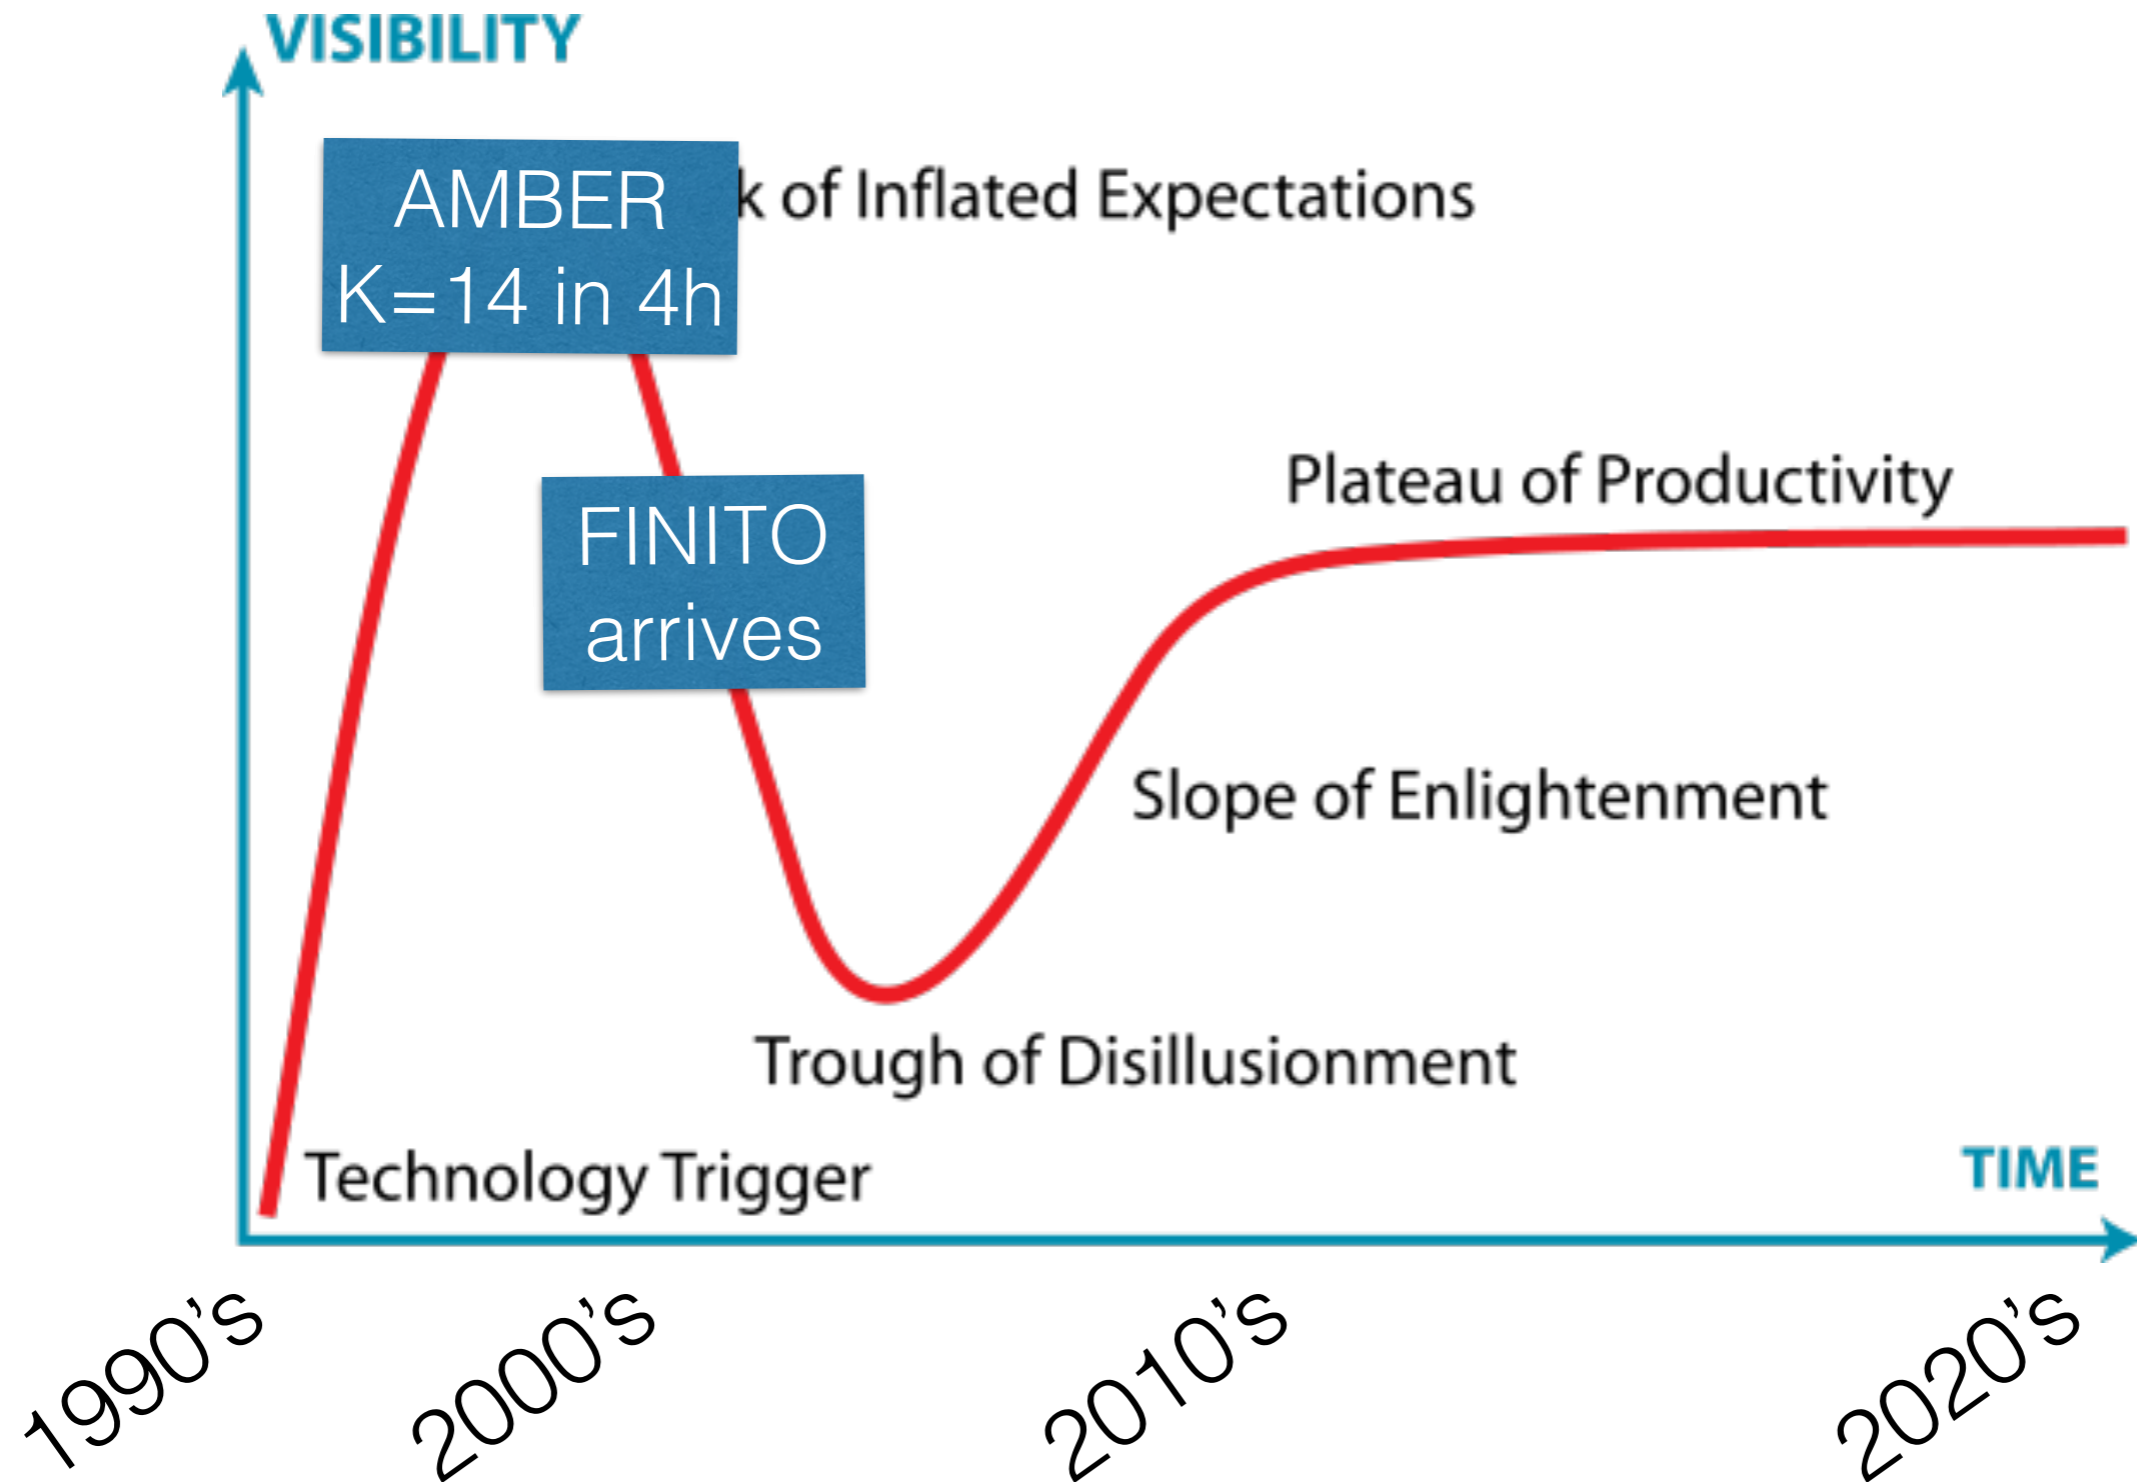 VISIBILITY
AMBER
K=14 in 4h
k of Inflated Expectations
FINITO
arrives
Plateau of Productivity
Slope of Enlightenment
Trough of Disillusionment
Technology Trigger
TIME
1990’s
2000’s
2010’s
2020’s